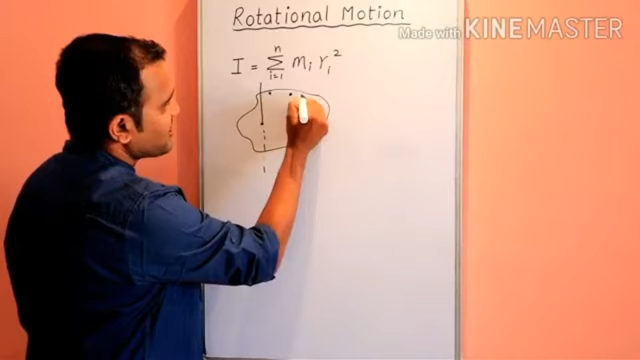 Rotational Motion
Made with KINEMASTER
I = n∑i=1 mi ri²